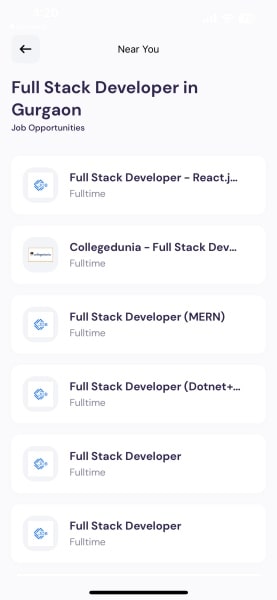 4:20
Near You
Full Stack Developer in
Gurgaon
Job Opportunities
Full Stack Developer - React.j...
Fulltime
Collegedunia - Full Stack Dev...
Fulltime
Full Stack Developer (MERN)
Fulltime
Full Stack Developer (Dotnet+...
Fulltime
Full Stack Developer
Fulltime
Full Stack Developer
Fulltime